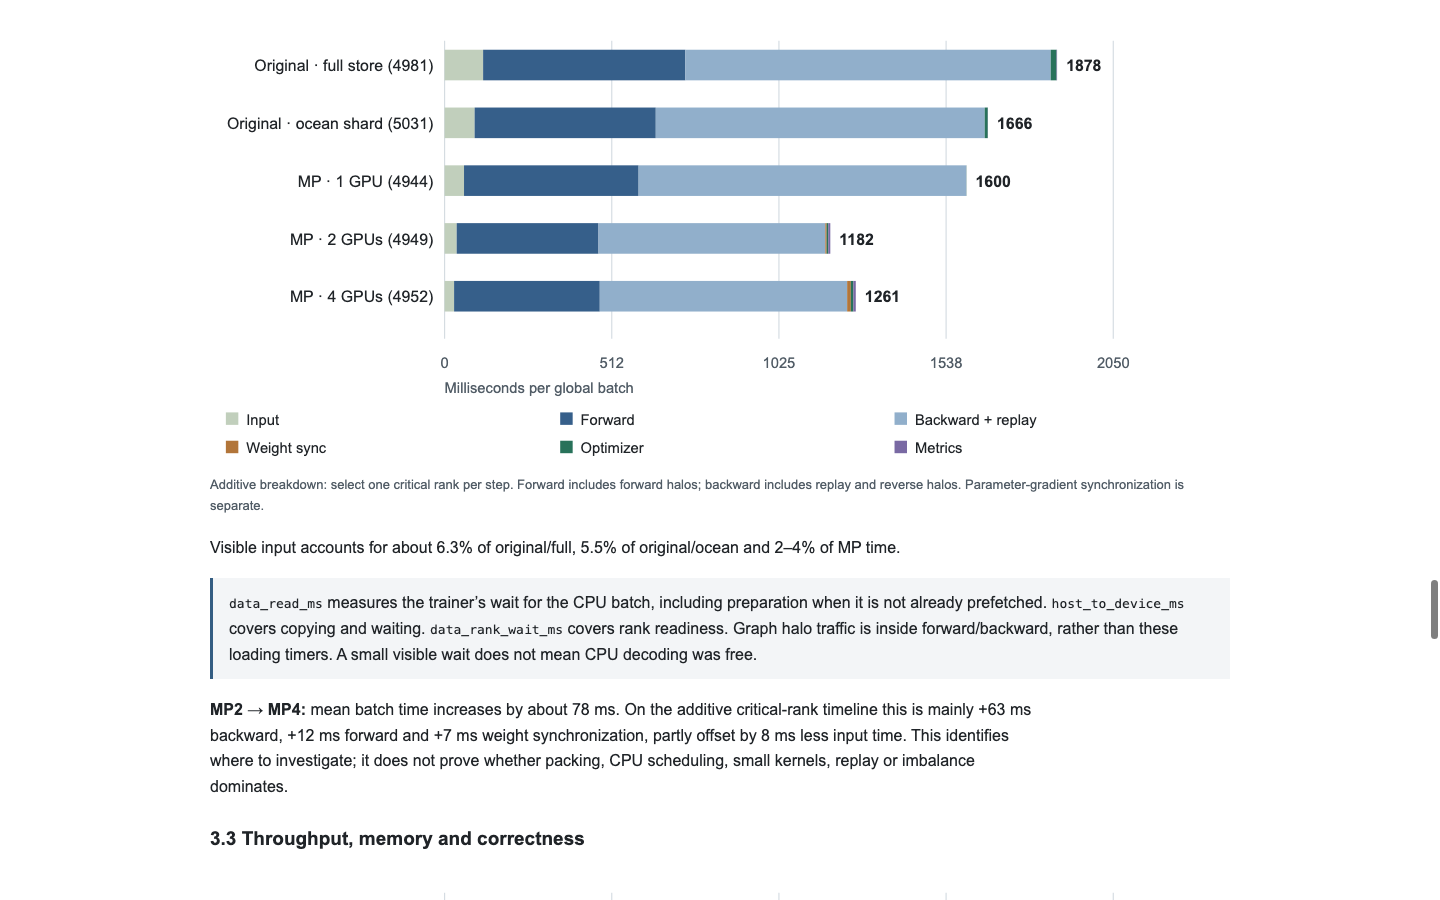 Original · full store (4981)
1878
Original · ocean shard (5031)
1666
MP · 1 GPU (4944)
1600
MP · 2 GPUs (4949)
1182
MP · 4 GPUs (4952)
1261
0 512 1025 1538 2050
Milliseconds per global batch
Input Forward Backward + replay
Weight sync Optimizer Metrics
Additive breakdown: select one critical rank per step. Forward includes forward halos; backward includes replay and reverse halos. Parameter-gradient synchronization is
separate.
Visible input accounts for about 6.3% of original/full, 5.5% of original/ocean and 2–4% of MP time.
data_read_ms measures the trainer’s wait for the CPU batch, including preparation when it is not already prefetched. host_to_device_ms
covers copying and waiting. data_rank_wait_ms covers rank readiness. Graph halo traffic is inside forward/backward, rather than these
loading timers. A small visible wait does not mean CPU decoding was free.
MP2 → MP4: mean batch time increases by about 78 ms. On the additive critical-rank timeline this is mainly +63 ms
backward, +12 ms forward and +7 ms weight synchronization, partly offset by 8 ms less input time. This identifies
where to investigate; it does not prove whether packing, CPU scheduling, small kernels, replay or imbalance
dominates.
3.3 Throughput, memory and correctness